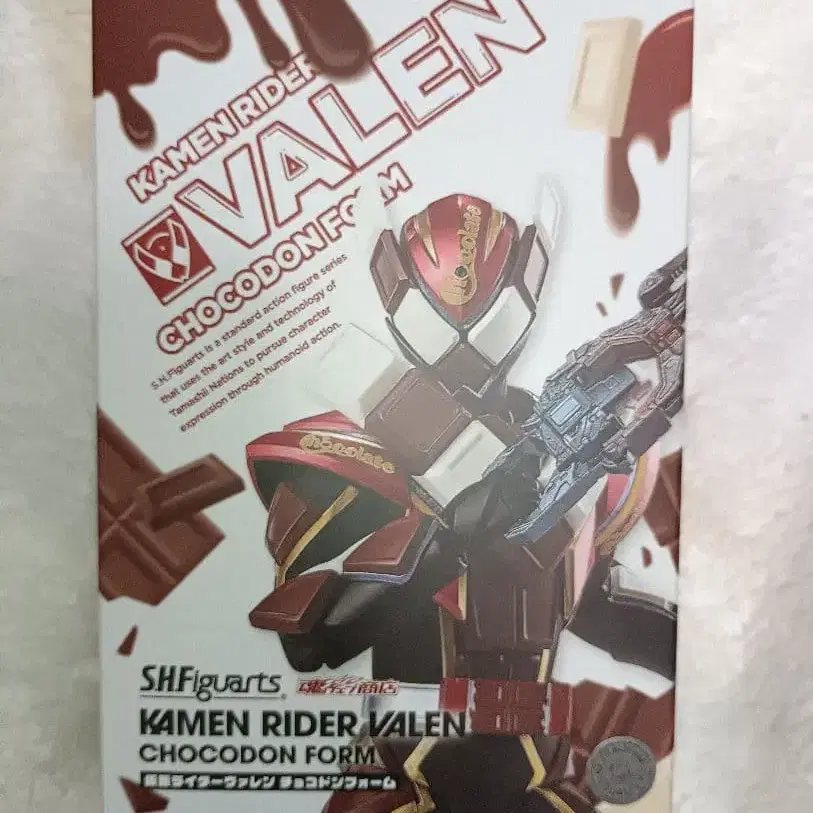 KAMEN RIDER
VALEN
CHOCODON FORM
S.H.Figuarts is a standard action figure series
that uses the art style and technology of
Tamashii Nations to pursue character
expression through humanoid action.
Chocolate
Chocolate
Chocolate
S.H.Figuarts
魂ウェブ商店
KAMEN RIDER VALEN
CHOCODON FORM
仮面ライダーヴァレン チョコドンフォーム